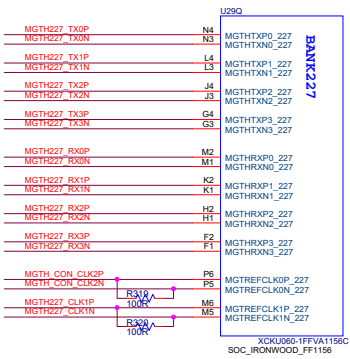 U29Q
BANK227
MGTH227_TX0P N4 MGTHTXP0_227
MGTH227_TX0N N3 MGTHTXN0_227
MGTH227_TX1P L4 MGTHTXP1_227
MGTH227_TX1N L3 MGTHTXN1_227
MGTH227_TX2P J4 MGTHTXP2_227
MGTH227_TX2N J3 MGTHTXN2_227
MGTH227_TX3P G4 MGTHTXP3_227
MGTH227_TX3N G3 MGTHTXN3_227
MGTH227_RX0P M2 MGTHRXP0_227
MGTH227_RX0N M1 MGTHRXN0_227
MGTH227_RX1P K2 MGTHRXP1_227
MGTH227_RX1N K1 MGTHRXN1_227
MGTH227_RX2P H2 MGTHRXP2_227
MGTH227_RX2N H1 MGTHRXN2_227
MGTH227_RX3P F2 MGTHRXP3_227
MGTH227_RX3N F1 MGTHRXN3_227
MGTH_CON_CLK2P P6 MGTREFCLK0P_227
MGTH_CON_CLK2N P5 MGTREFCLK0N_227
R319
100R
MGTH227_CLK1P M6 MGTREFCLK1P_227
MGTH227_CLK1N M5 MGTREFCLK1N_227
R320
100R
XCKU060-1FFVA1156C
SOC_IRONWOOD_FF1156